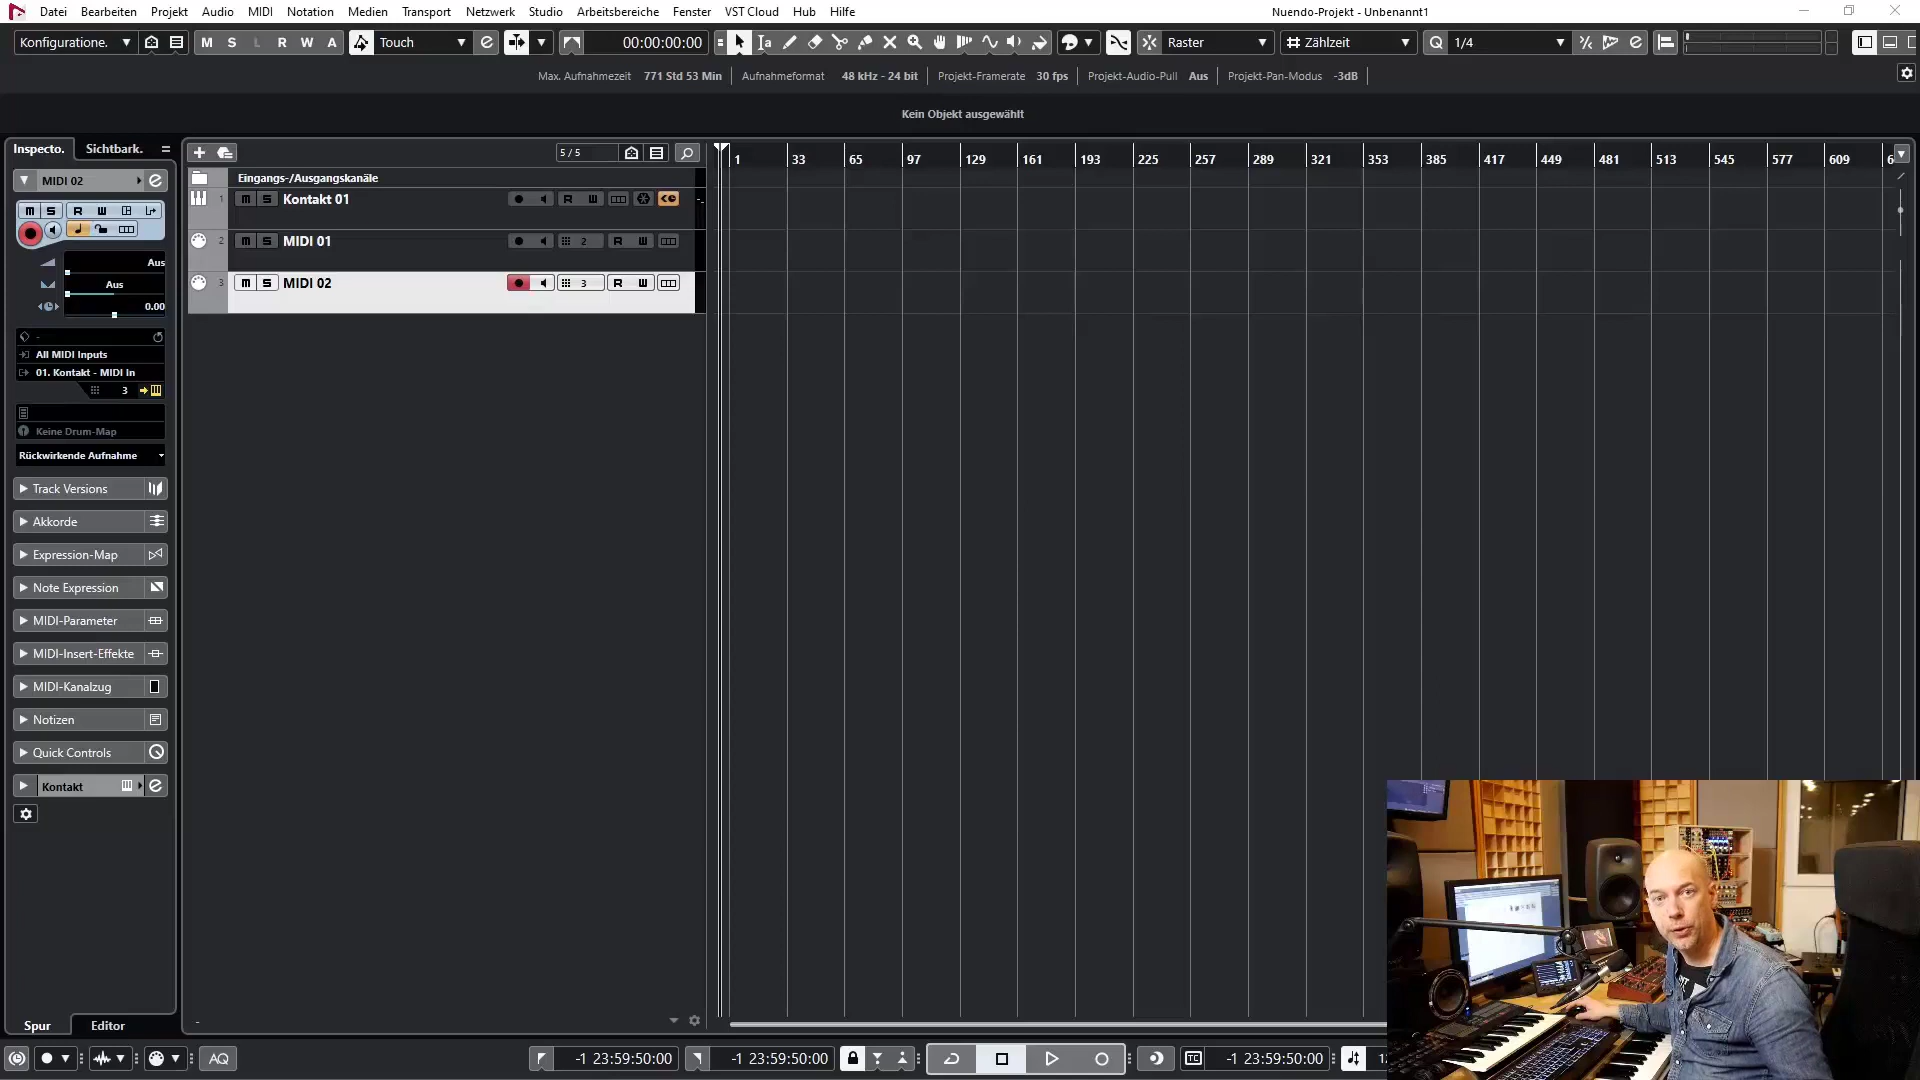 Datei Bearbeiten Projekt Audio MIDI Notation Medien Transport Netzwerk Studio Arbeitsbereiche Fenster VST Cloud Hub Hilfe Nuendo-Projekt - Unbenannt1
Konfiguratione. M S L R W A Touch 00:00:00:00 Raster Zählzeit Q 1/4
Max. Aufnahmezeit 771 Std 53 Min Aufnahmeformat 48 kHz - 24 bit Projekt-Framerate 30 fps Projekt-Audio-Pull Aus Projekt-Pan-Modus -3dB
Kein Objekt ausgewählt
Inspecto. Sichtbark. 5 / 5 1 33 65 97 129 161 193 225 257 289 321 353 385 417 449 481 513 545 577 609 6
MIDI 02 Eingangs-/Ausgangskanäle
1 M S Kontakt 01 R W
M S R W
2 M S MIDI 01 2 R W
Aus
Aus
3 M S MIDI 02 3 R W
0.00
All MIDI Inputs
01. Kontakt - MIDI In
3
Keine Drum-Map
Rückwirkende Aufnahme
Track Versions
Akkorde
Expression-Map
Note Expression
MIDI-Parameter
MIDI-Insert-Effekte
MIDI-Kanalzug
Notizen
Quick Controls
Kontakt
Spur Editor
AQ -1 23:59:50:00 -1 23:59:50:00 TC -1 23:59:50:00